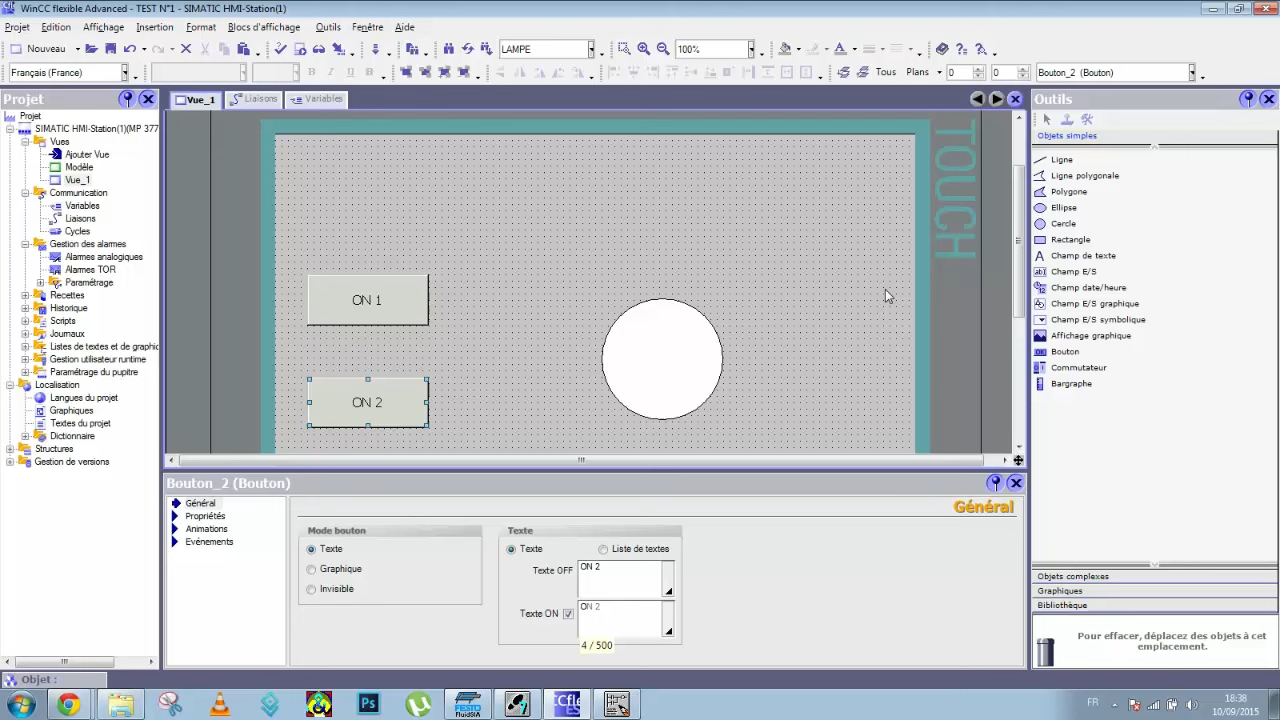 WinCC flexible Advanced - TEST N°1 - SIMATIC HMI-Station(1)
Projet Edition Affichage Insertion Format Blocs d'affichage Outils Fenêtre Aide
Nouveau LAMPE 100%
Français (France) B I A Tous Plans 0 0 Bouton_2 (Bouton)
Projet
Projet
SIMATIC HMI-Station(1)(MP 377
Vues
Ajouter Vue
Modèle
Vue_1
Communication
Variables
Liaisons
Cycles
Gestion des alarmes
Alarmes analogiques
Alarmes TOR
Paramétrage
Recettes
Historique
Scripts
Journaux
Listes de textes et de graphic
Gestion utilisateur runtime
Paramétrage du pupitre
Localisation
Langues du projet
Graphiques
Textes du projet
Dictionnaire
Structures
Gestion de versions
Objet :
Vue_1 Liaisons Variables
TOUCH
ON 1
ON 2
Bouton_2 (Bouton)
Général
Propriétés
Animations
Evénements
Général
Mode bouton
Texte
Graphique
Invisible
Texte
Texte Liste de textes
Texte OFF ON 2
Texte ON ON 2
4 / 500
Outils
Objets simples
Ligne
Ligne polygonale
Polygone
Ellipse
Cercle
Rectangle
Champ de texte
Champ E/S
Champ date/heure
Champ E/S graphique
Champ E/S symbolique
Affichage graphique
Bouton
Commutateur
Bargraphe
Objets complexes
Graphiques
Bibliothèque
Pour effacer, déplacez des objets à cet
emplacement.
Ps
FESTO
FluidSIM
FR
18:38
10/09/2015